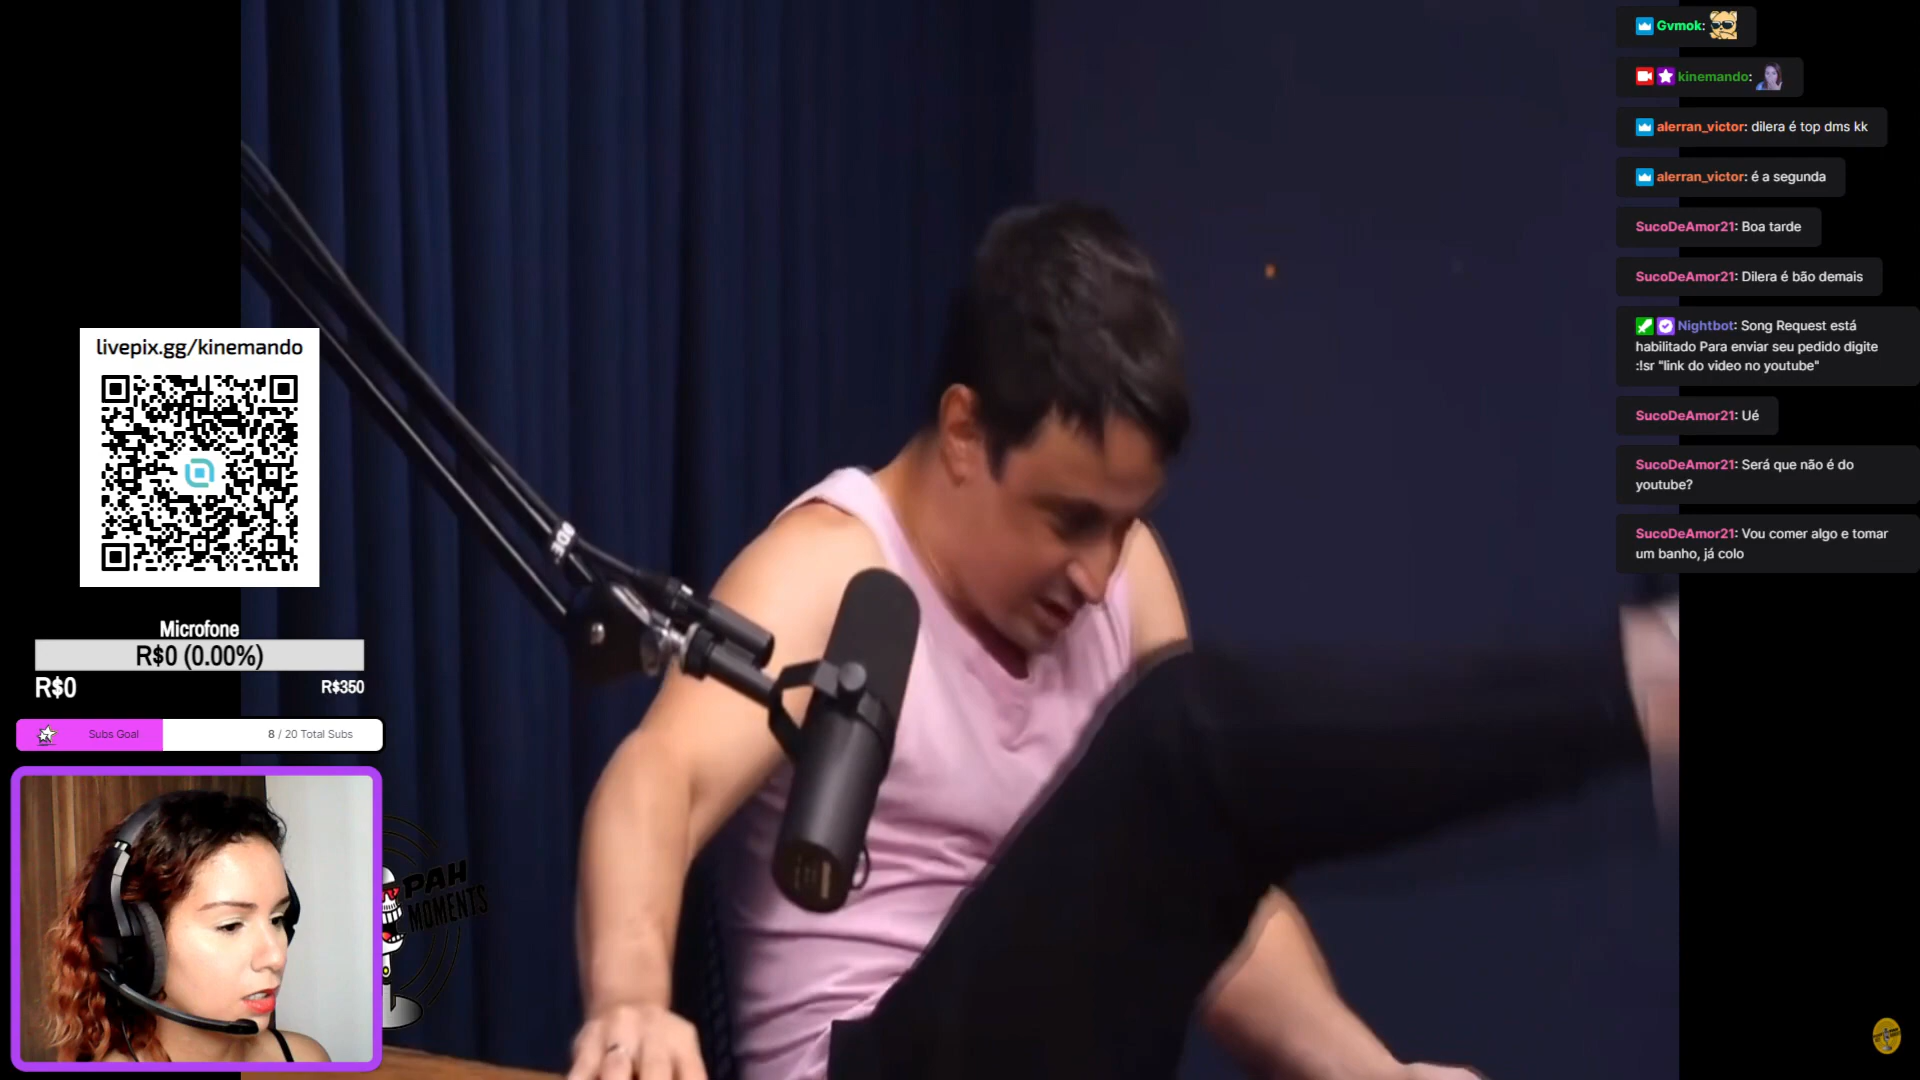 livepix.gg/kinemando
Microfone
R$0 (0.00%)
R$0
R$350
Subs Goal
8 / 20 Total Subs
PAH
MOMENTS
Gvmok:
kinemando:
alerran_victor: dilera é top dms kk
alerran_victor: é a segunda
SucoDeAmor21: Boa tarde
SucoDeAmor21: Dilera é bão demais
Nightbot: Song Request está
habilitado Para enviar seu pedido digite
:!sr "link do video no youtube"
SucoDeAmor21: Ué
SucoDeAmor21: Será que não é do
youtube?
SucoDeAmor21: Vou comer algo e tomar
um banho, já colo